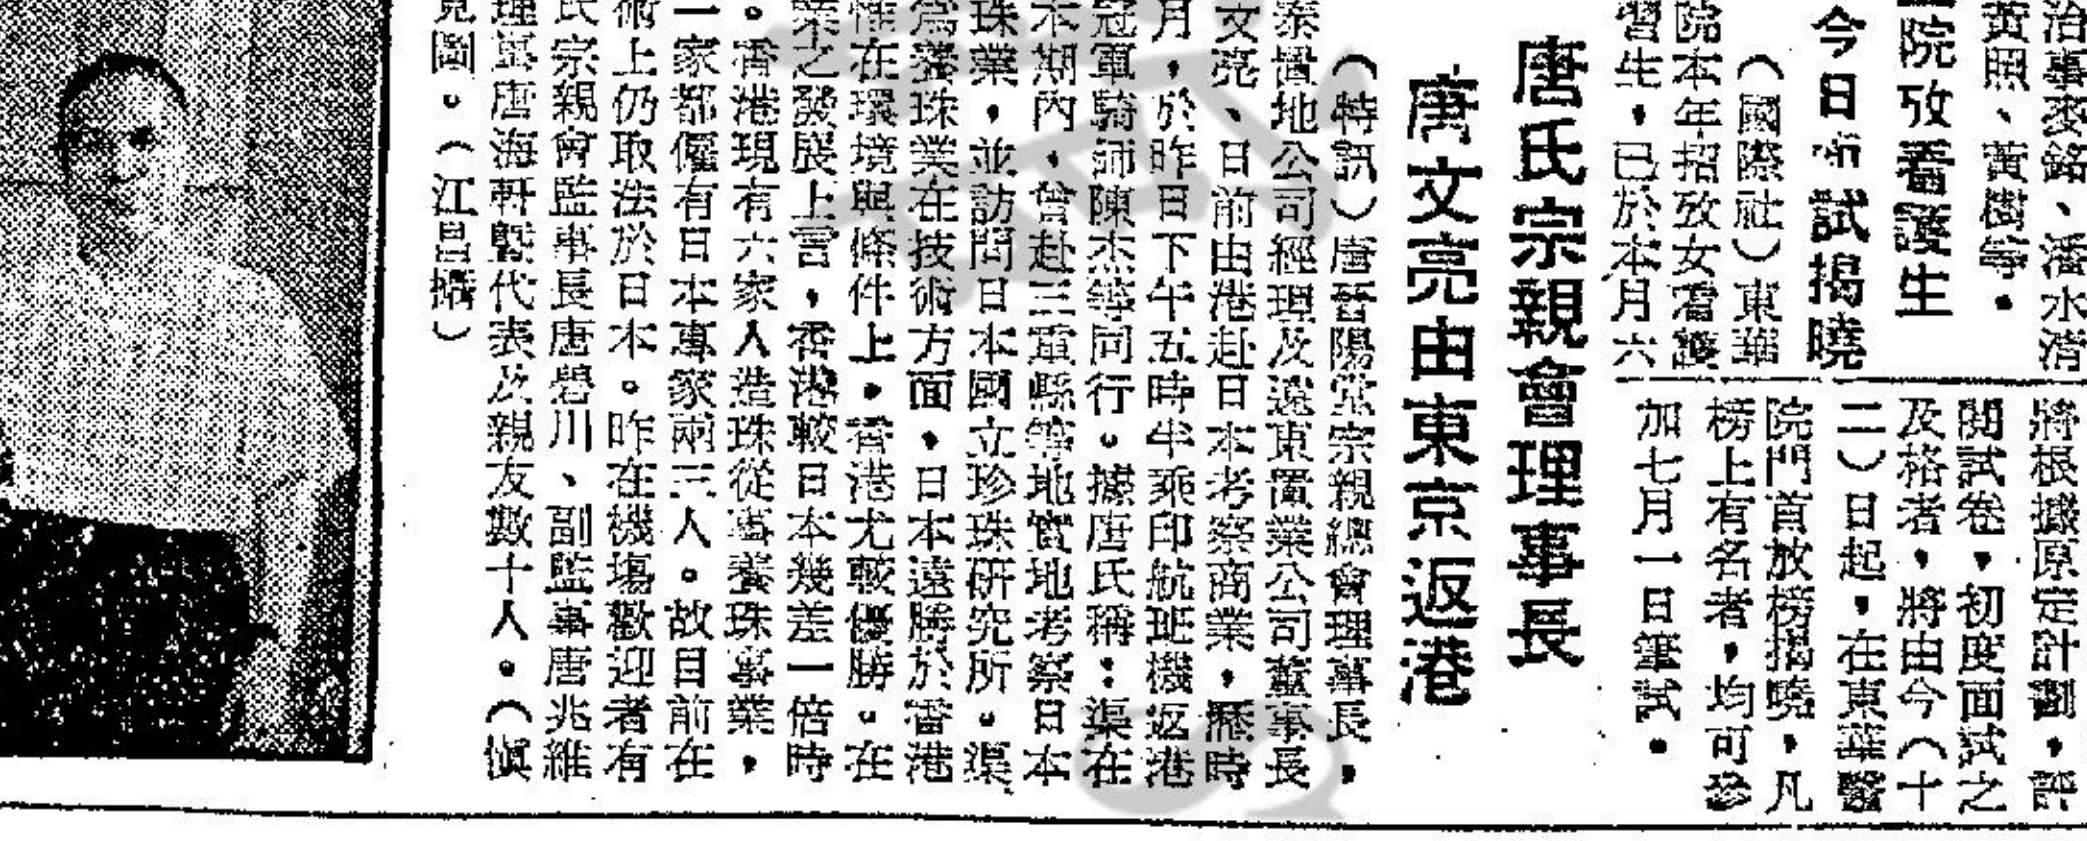 治事麥銘、潘水清
黃照、黃樹等。
院攷看護生
今日試揭曉
（國際社）東華
院本年招攷女看護
習生，已於本月六
將根據原定計劃，評
閱試卷，初度面試之
及格者，將由今（十
二）日起，在東華醫
院門首放榜揭曉，凡
榜上有名者，均可參
加七月一日筆試。
唐氏宗親會理事長
唐文亮由東京返港
（特訊）唐晉陽堂宗親總會理事長，
泰地公司經理及遠東置業公司董事長
文亮、日前由港赴日本考察商業，歷時
月，於昨日下午五時半乘印航班機返港
冠軍騎師陳杰等同行。據唐氏稱：渠在
本期內，曾赴三重縣等地實地考察日本
珠業，並訪問日本國立珍珠研究所。渠
為養珠業在技術方面，日本遠勝於香港
惟在環境與條件上，香港尤較優勝。在
業之發展上言，香港較日本幾差一倍時
。香港現有六家人造珠從事養珠事業，
一家都僱有日本專家兩三人。故目前在
術上仍取法於日本。昨在機場歡迎者有
氏宗親會監事長唐碧川、副監事唐兆維
理事唐海軒曁代表及親友數十人。（慎
見圖。（江昌攝）